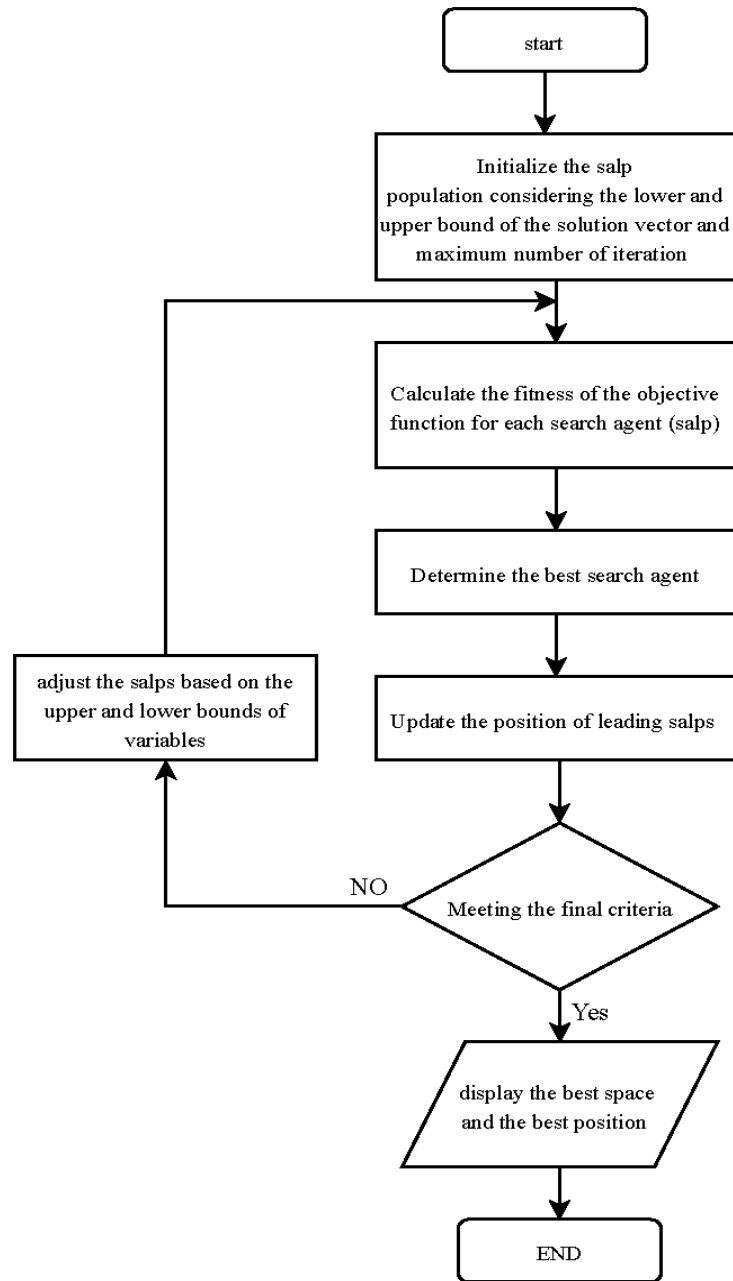 start
Initialize the salp
population considering the lower and
upper bound of the solution vector and
maximum number of iteration
Calculate the fitness of the objective
function for each search agent (salp)
Determine the best search agent
Update the position of leading salps
adjust the salps based on the
upper and lower bounds of
variables
NO
Meeting the final criteria
Yes
display the best space
and the best position
END